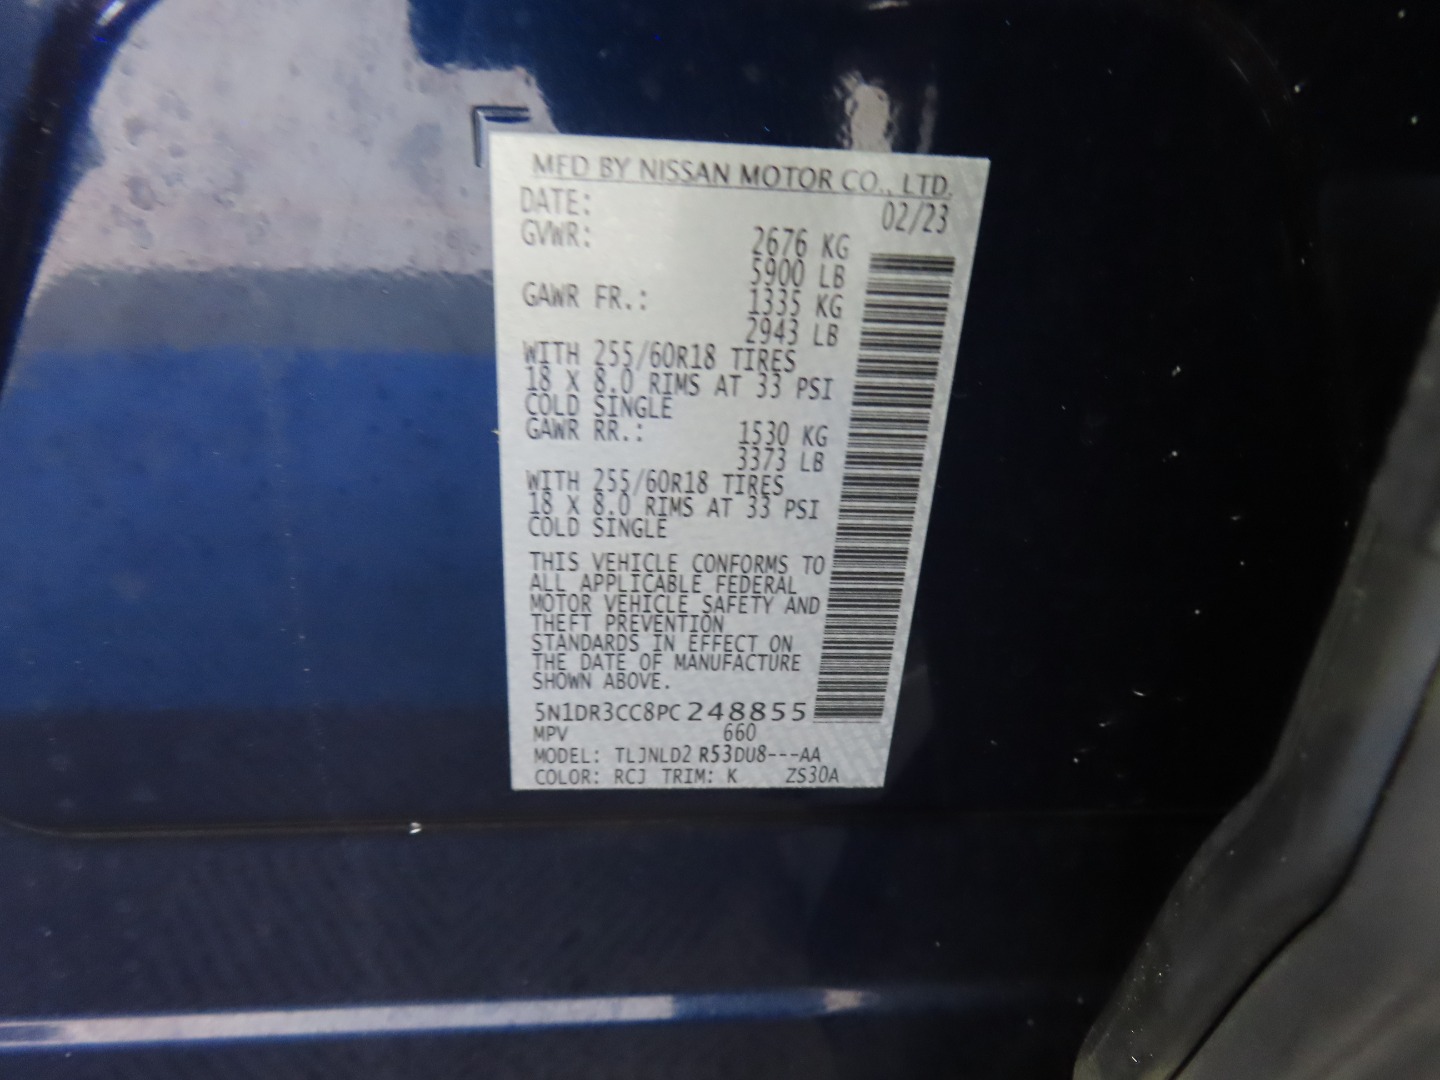 MFD BY NISSAN MOTOR CO., LTD.
DATE: 02/23
GVWR: 2676 KG
5900 LB
GAWR FR.: 1335 KG
2943 LB
WITH 255/60R18 TIRES
18 X 8.0 RIMS AT 33 PSI
COLD SINGLE
GAWR RR.: 1530 KG
3373 LB
WITH 255/60R18 TIRES
18 X 8.0 RIMS AT 33 PSI
COLD SINGLE
THIS VEHICLE CONFORMS TO
ALL APPLICABLE FEDERAL
MOTOR VEHICLE SAFETY AND
THEFT PREVENTION
STANDARDS IN EFFECT ON
THE DATE OF MANUFACTURE
SHOWN ABOVE.
5N1DR3CC8PC248855
MPV 660
MODEL: TLJNLD2 R53DU8---AA
COLOR: RCJ TRIM: K ZS30A